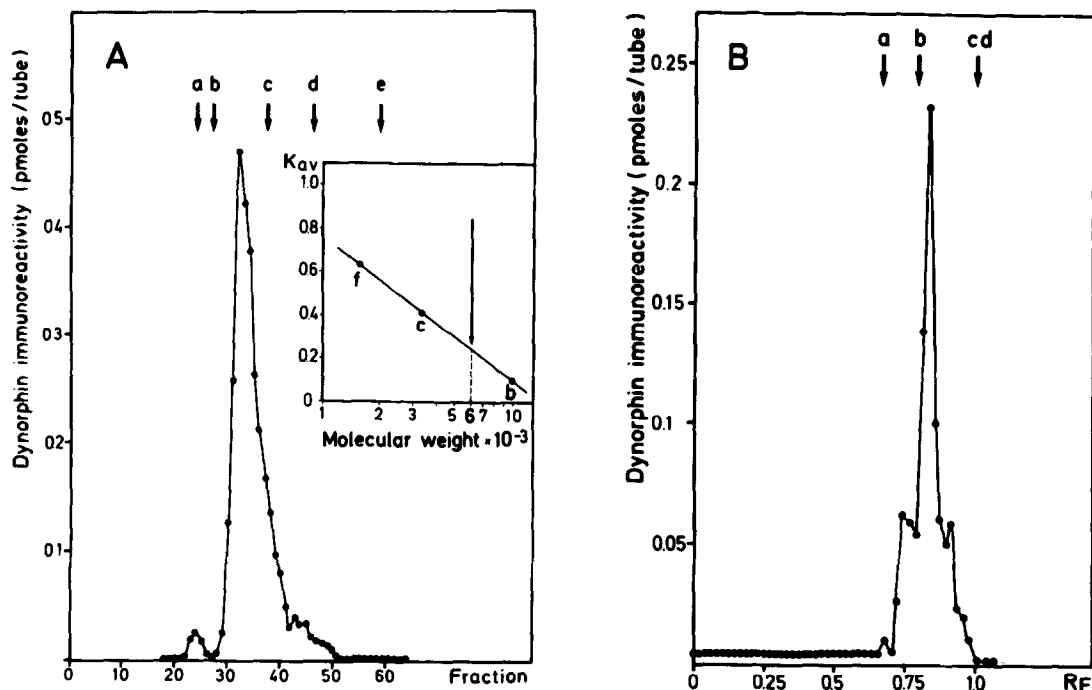 A
Dynorphin immunoreactivity (pmoles/tube)
a b c d e
0.5
0.4
0.3
0.2
0.1
0
0 10 20 30 40 50 60 Fraction
Kav
1.0
0.8
0.6
0.4
0.2
0
f
c
b
1 2 3 5 6 7 10
Molecular weight × 10-3
B
Dynorphin immunoreactivity (pmoles/tube)
a b c d
0.25
0.2
0.15
0.1
0.05
0
0 0.25 0.5 0.75 1.0 RF